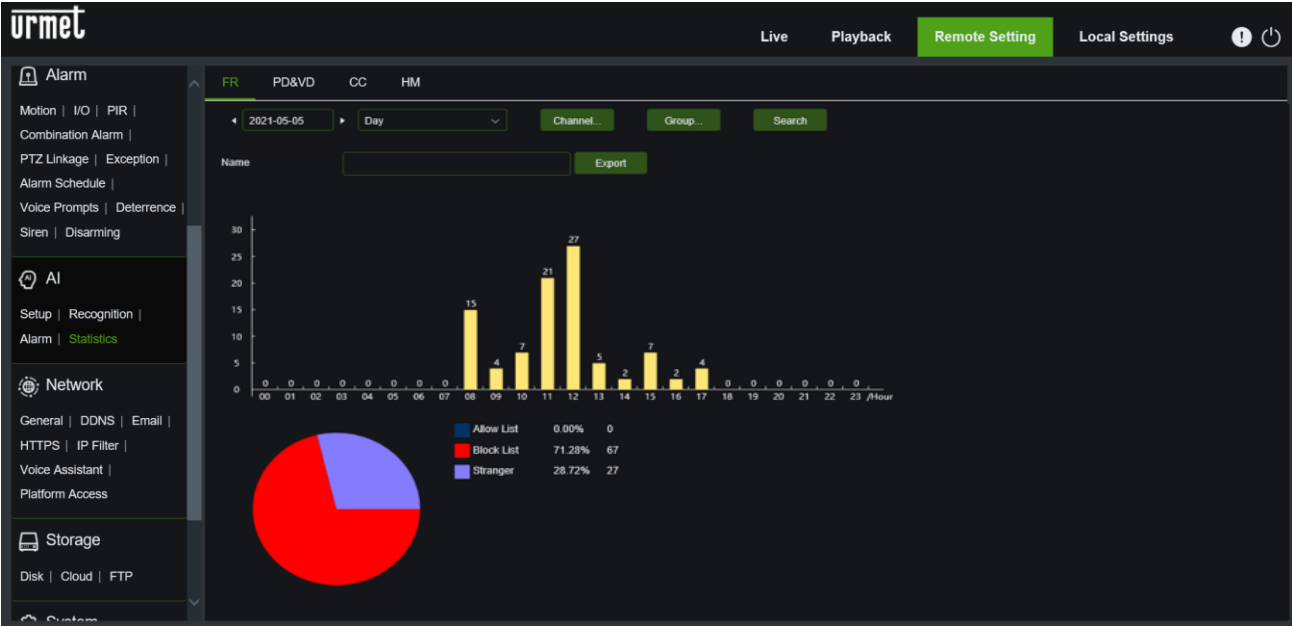 urmet
Live Playback Remote Setting Local Settings
Alarm
Motion | I/O | PIR |
Combination Alarm |
PTZ Linkage | Exception |
Alarm Schedule |
Voice Prompts | Deterrence |
Siren | Disarming
AI
AI
Setup | Recognition |
Alarm | Statistics
Network
General | DDNS | Email |
HTTPS | IP Filter |
Voice Assistant |
Platform Access
Storage
Disk | Cloud | FTP
System
FR PD&VD CC HM
2021-05-05 Day Channel... Group... Search
Name Export
30
25
20
15
10
5
0
0 0 0 0 0 0 0 0 15 4 7 21 27 5 2 7 2 4 0 0 0 0 0 0
00 01 02 03 04 05 06 07 08 09 10 11 12 13 14 15 16 17 18 19 20 21 22 23 /Hour
Allow List 0.00% 0
Block List 71.28% 67
Stranger 28.72% 27